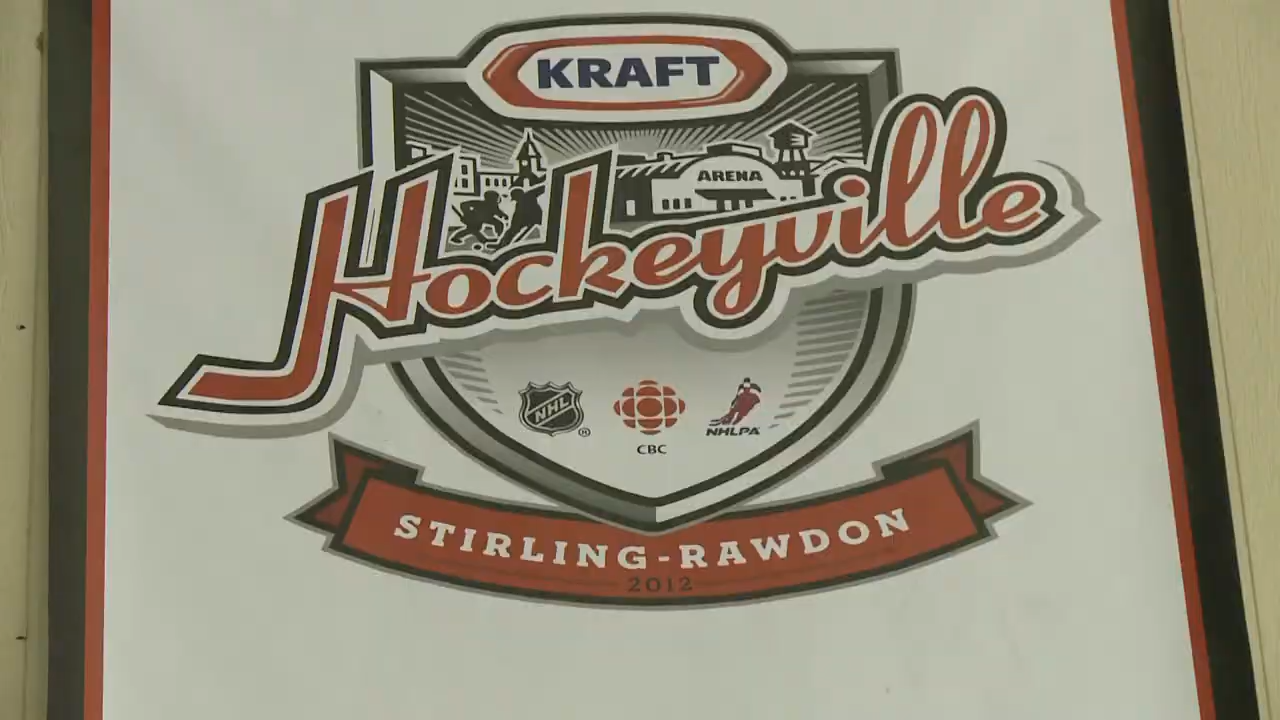 KRAFT
Hockeyville
ARENA
NHL ®
CBC
NHLPA
STIRLING-RAWDON
2012